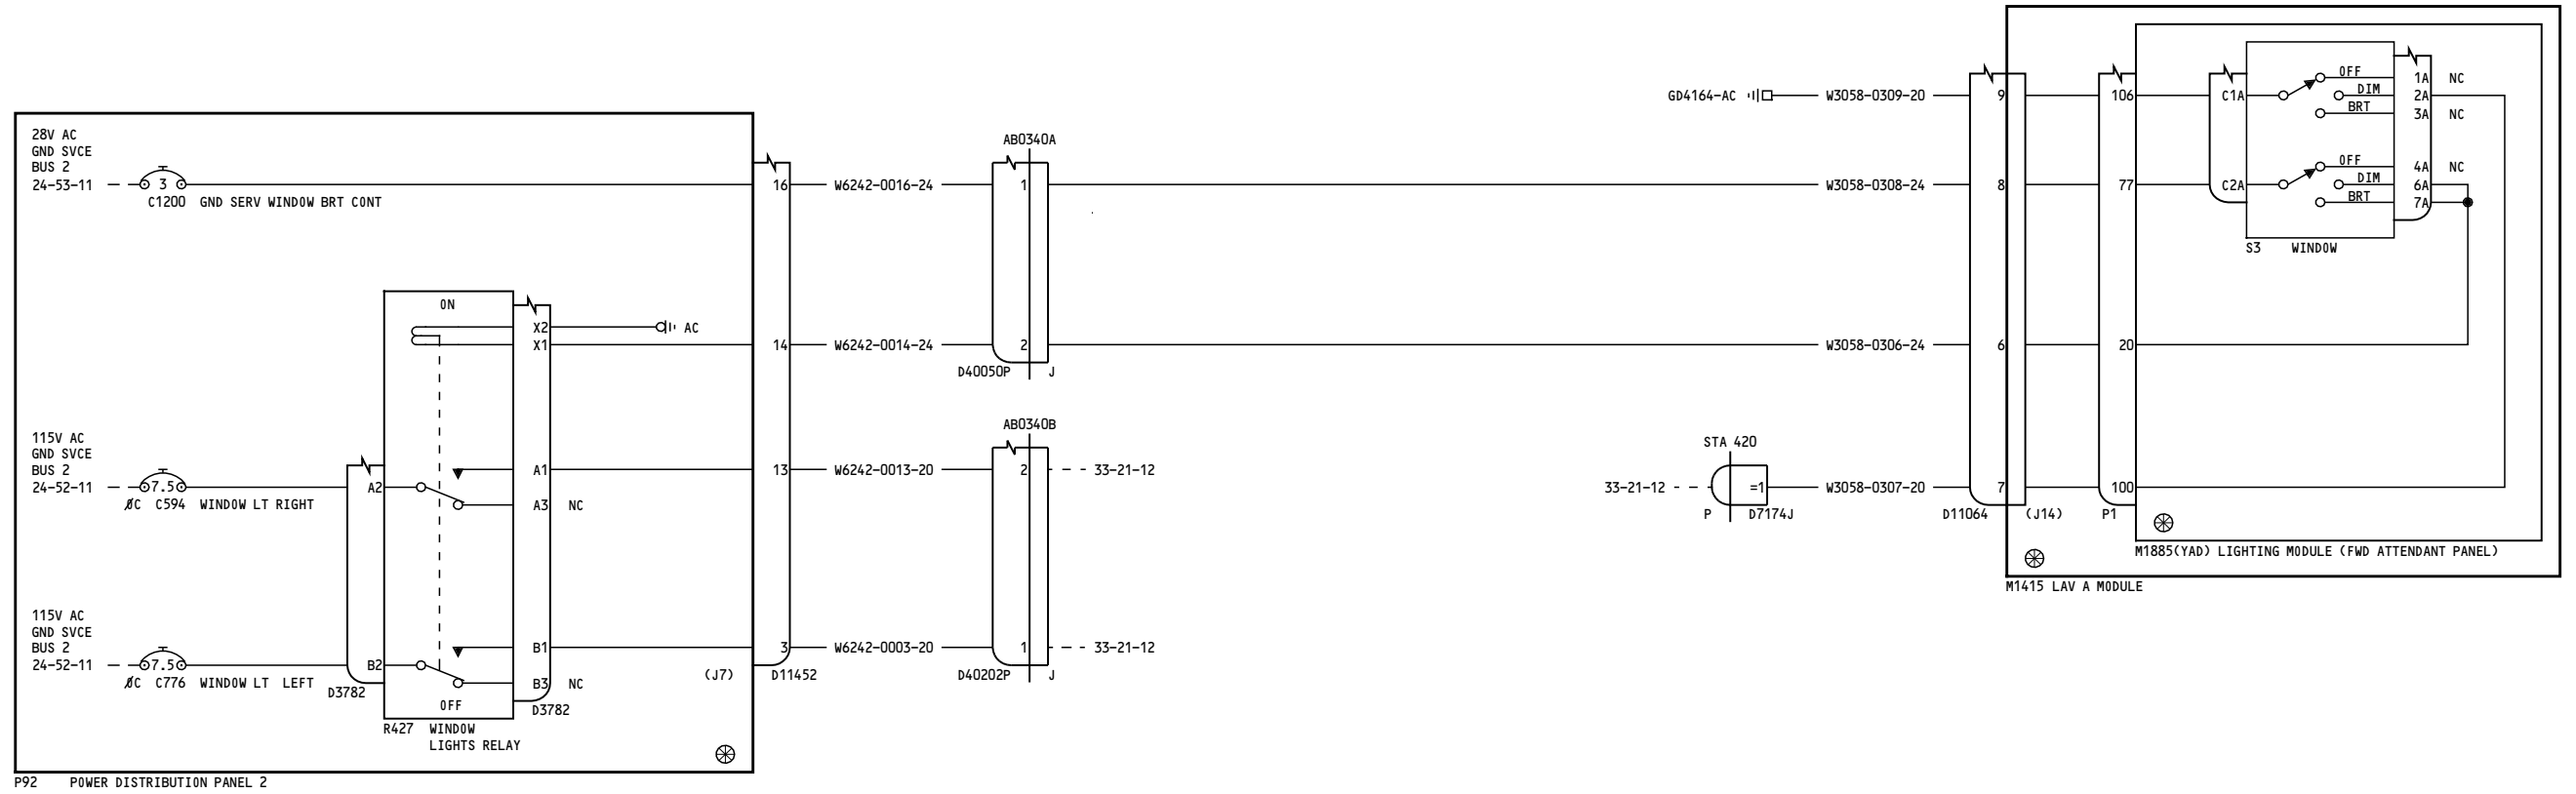 28V AC
GND SVCE
BUS 2
24-53-11
3
C1200 GND SERV WINDOW BRT CONT
16
W6242-0016-24
AB0340A
1
ON
X2
AC
X1
14
W6242-0014-24
2
D40050P J
115V AC
GND SVCE
BUS 2
24-52-11
7.5
ØC C594 WINDOW LT RIGHT
A2
A1
A3 NC
13
W6242-0013-20
AB0340B
2
33-21-12
115V AC
GND SVCE
BUS 2
24-52-11
7.5
ØC C776 WINDOW LT LEFT
B2
D3782
B1
B3 NC
OFF
D3782
R427 WINDOW
LIGHTS RELAY
3
(J7) D11452
W6242-0003-20
1
33-21-12
D40202P J
P92 POWER DISTRIBUTION PANEL 2
GD4164-AC
W3058-0309-20
9
106
C1A
OFF
DIM
BRT
1A NC
2A
3A NC
W3058-0308-24
8
77
C2A
OFF
DIM
BRT
4A NC
6A
7A
S3 WINDOW
W3058-0306-24
6
20
STA 420
33-21-12
=1
P D7174J
W3058-0307-20
7
100
D11064 (J14)
P1
M1885(YAD) LIGHTING MODULE (FWD ATTENDANT PANEL)
M1415 LAV A MODULE